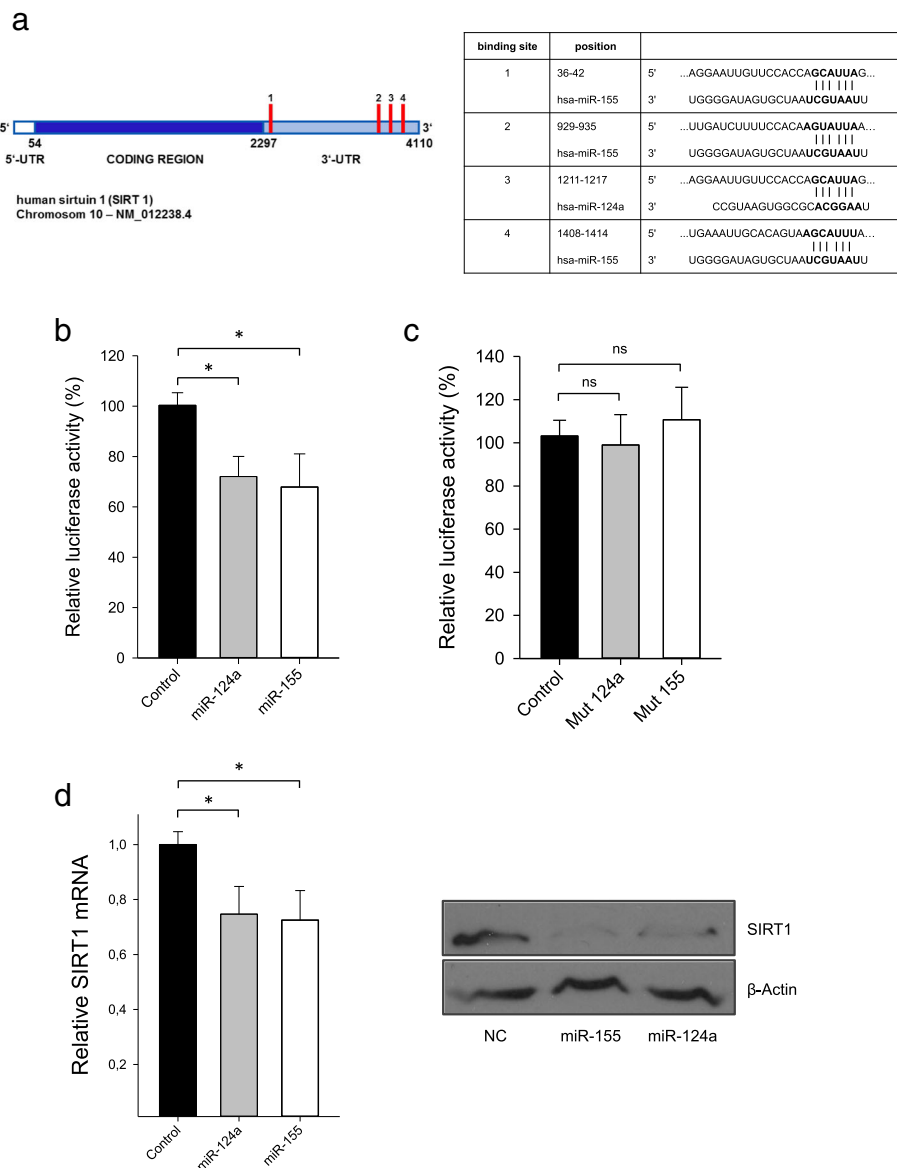 a
1 2 3 4
5' 3'
54 2297 4110
5'-UTR CODING REGION 3'-UTR
human sirtuin 1 (SIRT 1)
Chromosom 10 – NM_012238.4
binding site position
1 36-42 5' ...AGGAAUUGUUCCACCAGCAUUAG...
hsa-miR-155 3' UGGGGAUAGUGCUAAUCGUAAUU
2 929-935 5' ...UUGAUCUUUUCCACAAGUAUUAA...
hsa-miR-155 3' UGGGGAUAGUGCUAAUCGUAAUU
3 1211-1217 5' ...AGGAAUUGUUCCACCAGCAUUAG...
hsa-miR-124a 3' CCGUAAGUGGCGCACGGAAU
4 1408-1414 5' ...UGAAAUUGCACAGUAAGCAUUUA...
hsa-miR-155 3' UGGGGAUAGUGCUAAUCGUAAUU
b
Relative luciferase activity (%)
120
100
80
60
40
20
0
*
*
Control miR-124a miR-155
c
Relative luciferase activity (%)
140
120
100
80
60
40
20
0
ns
ns
Control Mut 124a Mut 155
d
Relative SIRT1 mRNA
1,0
0,8
0,6
0,4
0,2
*
*
Control miR-124a miR-155
SIRT1
β-Actin
NC miR-155 miR-124a